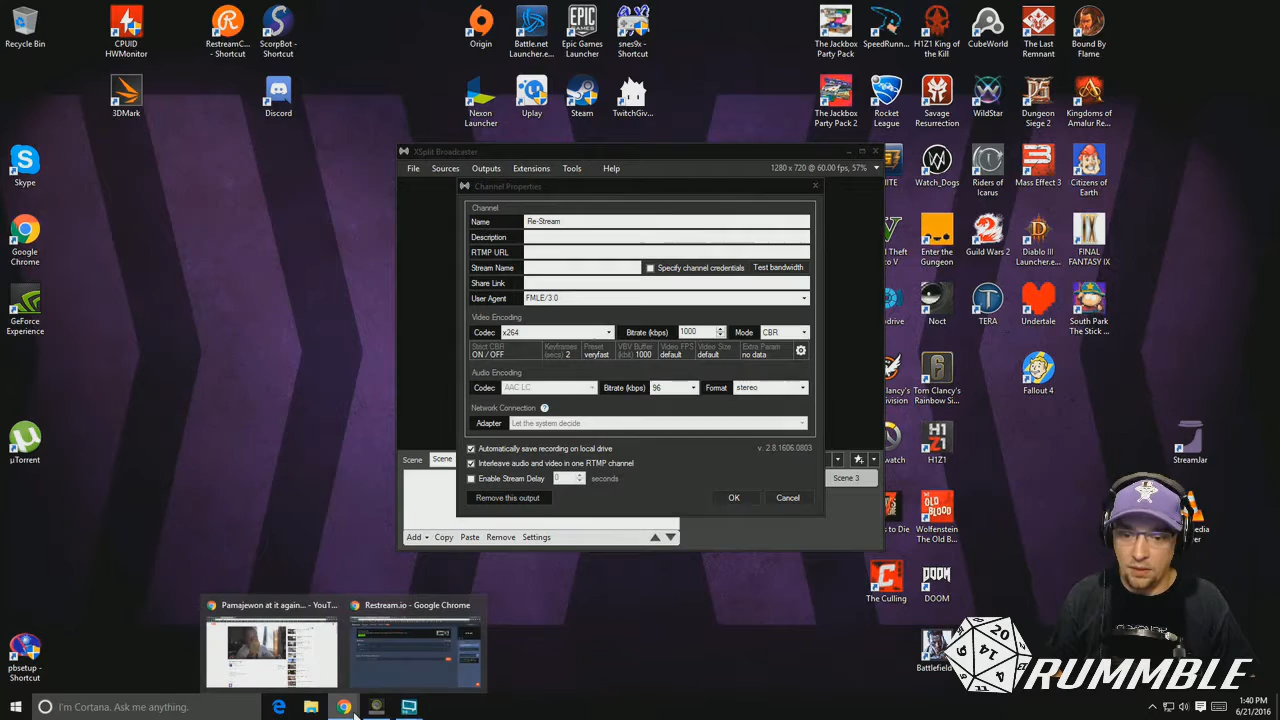 Recycle Bin
CPUID HWMonitor
RestreamC... - Shortcut
ScorpBot - Shortcut
Origin
Battle.net Launcher.e...
Epic Games Launcher
snes9x - Shortcut
The Jackbox Party Pack
SpeedRunn...
H1Z1 King of the Kill
CubeWorld
The Last Remnant
Bound By Flame
3DMark
Discord
Nexon Launcher
Uplay
Steam
TwitchGiv...
The Jackbox Party Pack 2
Rocket League
Savage Resurrection
WildStar
Dungeon Siege 2
Kingdoms of Amalur Re...
Skype
Watch_Dogs
Riders of Icarus
Mass Effect 3
Citizens of Earth
Google Chrome
Enter the Gungeon
Guild Wars 2
Diablo III Launcher.e...
FINAL FANTASY IX
GeForce Experience
Noct
TERA
Undertale
South Park The Stick ...
Tom Clancy's Rainbow Si...
Fallout 4
µTorrent
H1Z1
StreamJar
Wolfenstein The Old B...
The Culling
DOOM
pbsetup - Shortcut
Battlefield
XSplit Broadcaster
File Sources Outputs Extensions Tools Help
1280 x 720 @ 60.00 fps, 57%
Channel Properties
Channel
Name Re-Stream
Description
RTMP URL
Stream Name Specify channel credentials Test bandwidth
Share Link
User Agent FMLE/3.0
Video Encoding
Codec x264 Bitrate (kbps) 1000 Mode CBR
Strict CBR Keyframes Preset VBV Buffer Video FPS Video Size Extra Param
ON / OFF (secs) 2 veryfast (kbit) 1000 default default no data
Audio Encoding
Codec AAC LC Bitrate (kbps) 96 Format stereo
Network Connection ?
Adapter Let the system decide
Automatically save recording on local drive v. 2.8.1606.0803
Interleave audio and video in one RTMP channel
Enable Stream Delay 0 seconds
Remove this output OK Cancel
Scene Scene
Scene 3
Add Copy Paste Remove Settings
Pamajewon at it again... - YouT...
Restream.io - Google Chrome
20
14
RUMMBLE
I'm Cortana. Ask me anything.
1:40 PM
6/21/2016